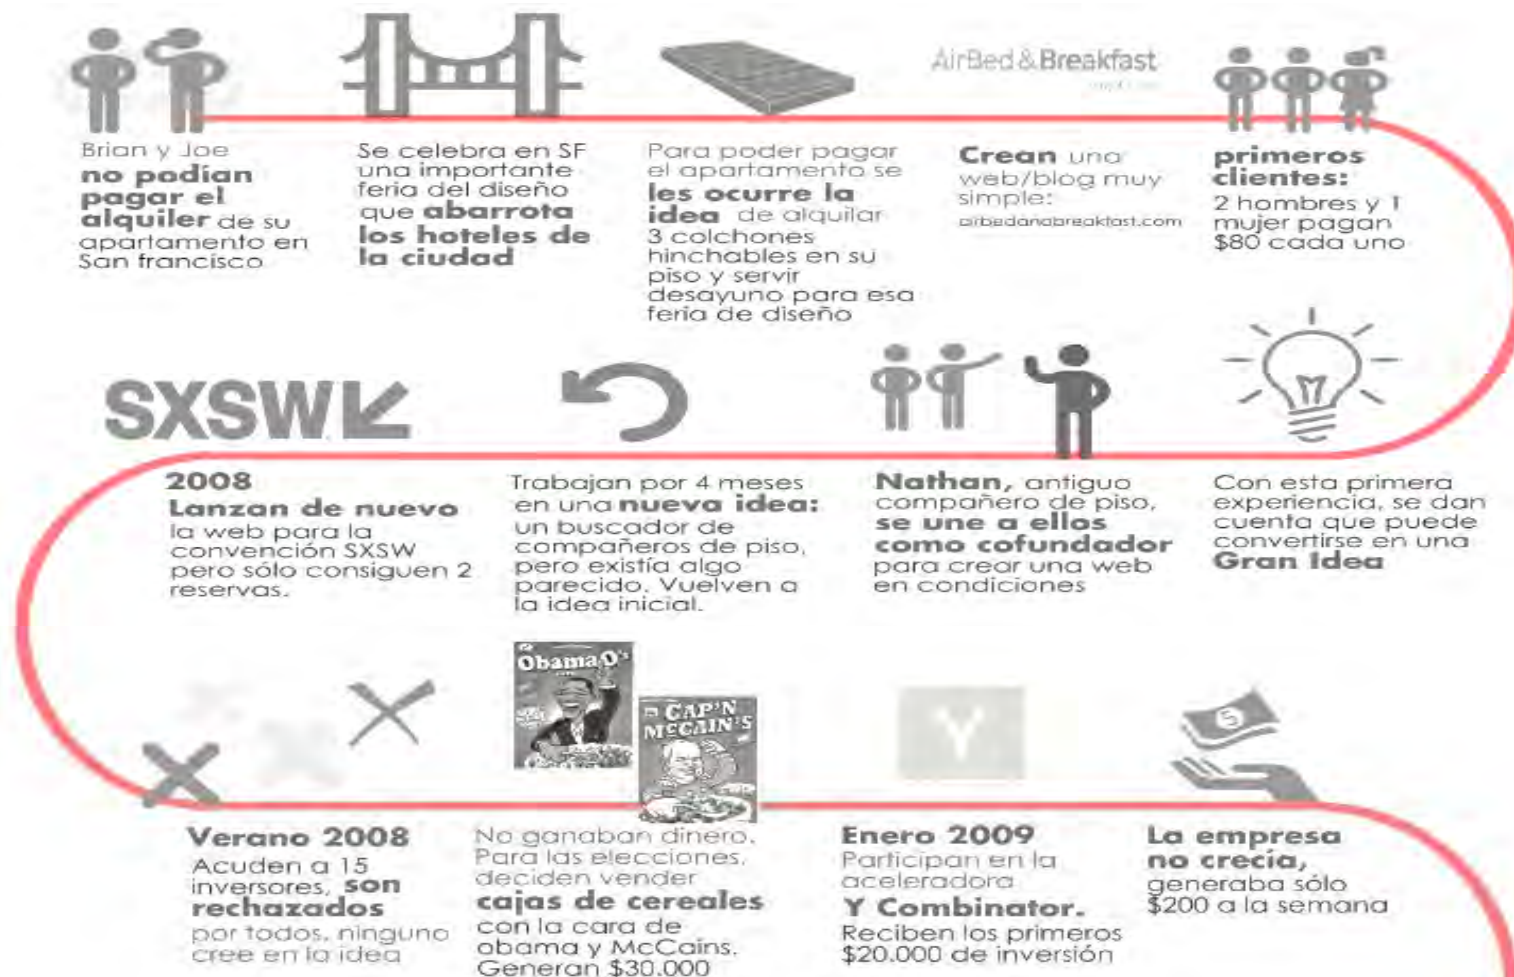 Brian y Joe
no podían
pagar el
alquiler de su
apartamento en
San francisco
Se celebra en SF
una importante
feria del diseño
que abarrota
los hoteles de
la ciudad
Para poder pagar
el apartamento se
les ocurre la
idea de alquilar
3 colchones
hinchables en su
piso y servir
desayuno para esa
feria de diseño
AirBed & Breakfast
Crean una
web/blog muy
simple:
airbedandbreakfast.com
primeros
clientes:
2 hombres y 1
mujer pagan
$80 cada uno
Con esta primera
experiencia, se dan
cuenta que puede
convertirse en una
Gran Idea
Nathan, antiguo
compañero de piso,
se une a ellos
como cofundador
para crear una web
en condiciones
Trabajan por 4 meses
en una nueva idea:
un buscador de
compañeros de piso,
pero existía algo
parecido. Vuelven a
la idea inicial.
SXSW
2008
Lanzan de nuevo
la web para la
convención SXSW
pero sólo consiguen 2
reservas.
Verano 2008
Acuden a 15
inversores, son
rechazados
por todos, ninguno
cree en la idea
Obama O's
CAP'N
McCAIN'S
No ganaban dinero.
Para las elecciones,
deciden vender
cajas de cereales
con la cara de
obama y McCains.
Generan $30.000
Y
Enero 2009
Participan en la
aceleradora
Y Combinator.
Reciben los primeros
$20.000 de inversión
5
La empresa
no crecía,
generaba sólo
$200 a la semana